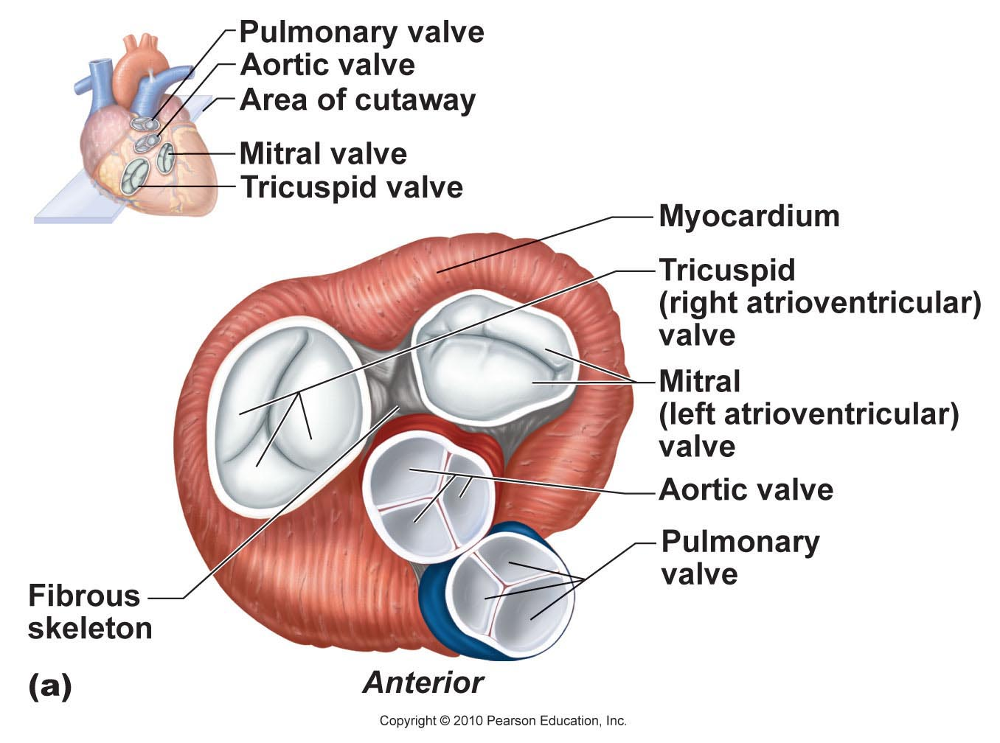 Pulmonary valve
Aortic valve
Area of cutaway
Mitral valve
Tricuspid valve
Myocardium
Tricuspid
(right atrioventricular)
valve
Mitral
(left atrioventricular)
valve
Aortic valve
Pulmonary
valve
Fibrous
skeleton
(a)
Anterior
Copyright © 2010 Pearson Education, Inc.